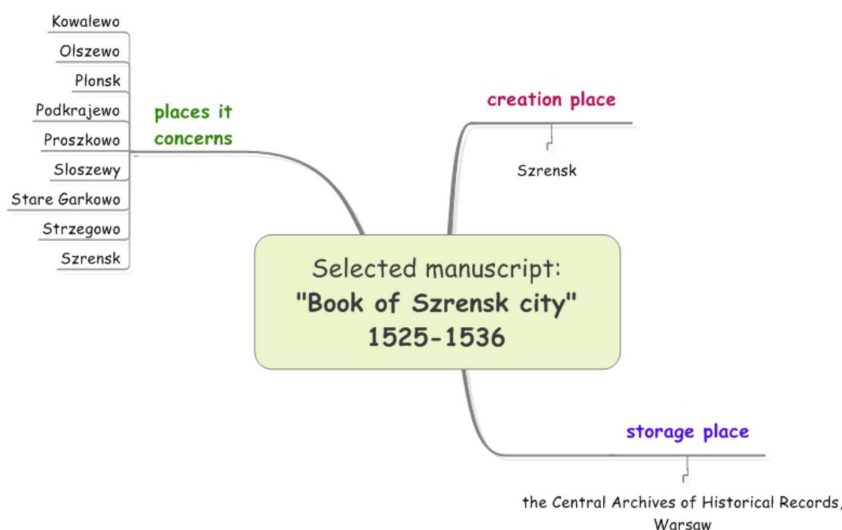 Kowalewo
Olszewo
Płonsk
Podkrajewo
Proszkowo
Sloszewy
Stare Garkowo
Strzegowo
Szrensk
places it
concerns
creation place
Szrensk
Selected manuscript:
"Book of Szrensk city"
1525-1536
storage place
the Central Archives of Historical Records,
Warsaw